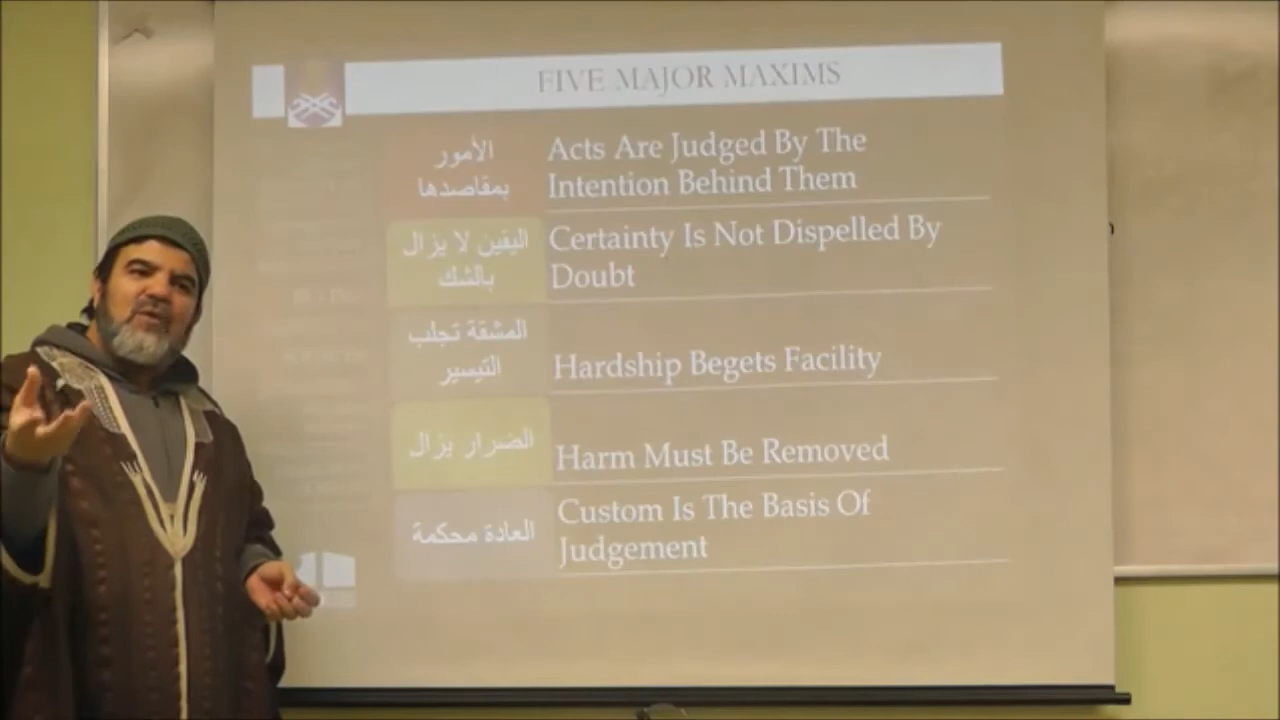 FIVE MAJOR MAXIMS
الأمور
بمقاصدها
Acts Are Judged By The
Intention Behind Them
اليقين لا يزال
بالشك
Certainty Is Not Dispelled By
Doubt
المشقة تجلب
التيسير
Hardship Begets Facility
الضرار يزال
Harm Must Be Removed
العادة محكمة
Custom Is The Basis Of
Judgement